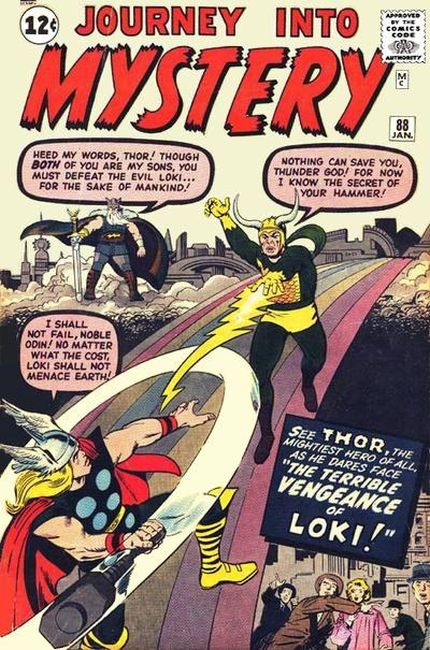 12¢
JOURNEY INTO
MYSTERY
APPROVED
BY THE
COMICS
CODE
AUTHORITY
M
C
88
JAN.
HEED MY WORDS, THOR! THOUGH
BOTH OF YOU ARE MY SONS, YOU
MUST DEFEAT THE EVIL LOKI...
FOR THE SAKE OF MANKIND!
NOTHING CAN SAVE YOU,
THUNDER GOD! FOR NOW
I KNOW THE SECRET OF
YOUR HAMMER!
I SHALL
NOT FAIL, NOBLE
ODIN! NO MATTER
WHAT THE COST,
LOKI SHALL NOT
MENACE EARTH!
SEE THOR, THE
MIGHTIEST HERO OF ALL,
AS HE DARES FACE
"THE TERRIBLE
VENGEANCE
OF
LOKI!"